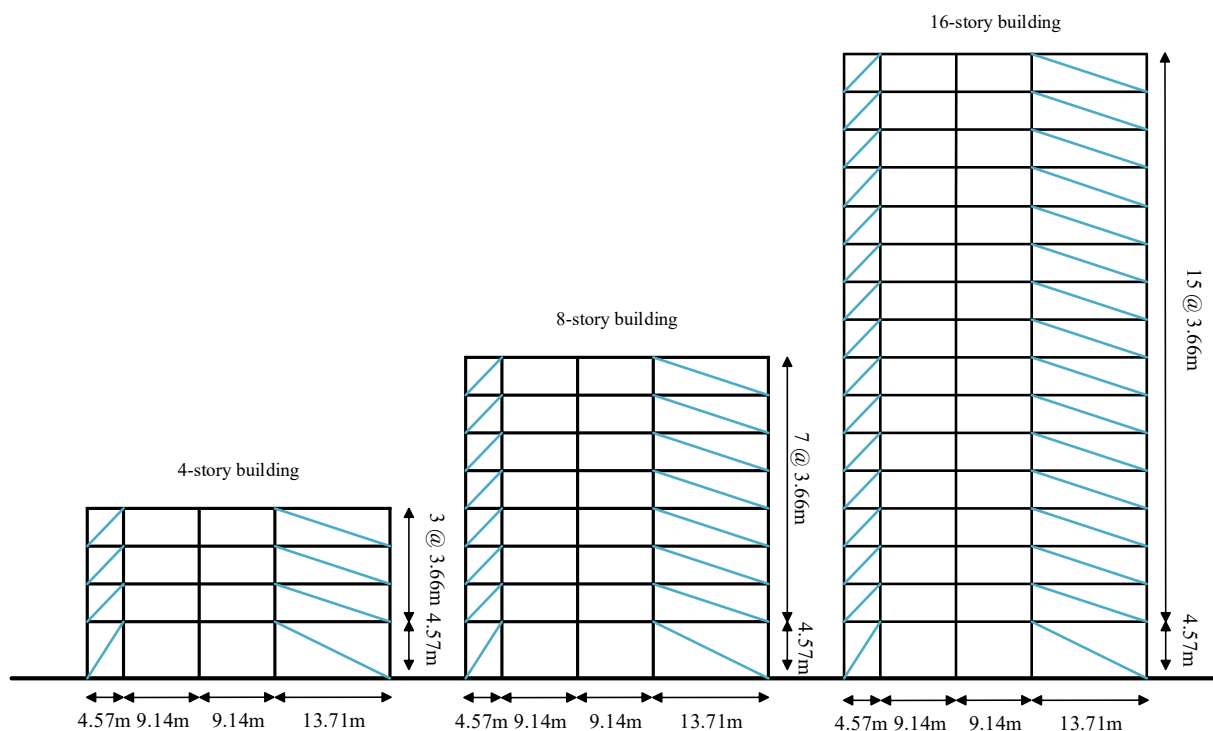 16-story building
15 @ 3.66m
4.57m
4.57m 9.14m 9.14m 13.71m
8-story building
7 @ 3.66m
4.57m
4.57m 9.14m 9.14m 13.71m
4-story building
3 @ 3.66m
4.57m
4.57m 9.14m 9.14m 13.71m